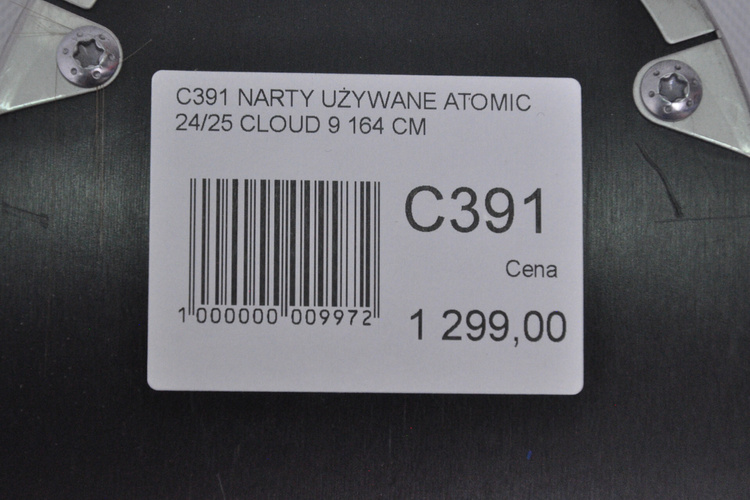 C391 NARTY UŻYWANE ATOMIC
24/25 CLOUD 9 164 CM
C391
Cena
1 299,00
1 000000 009972